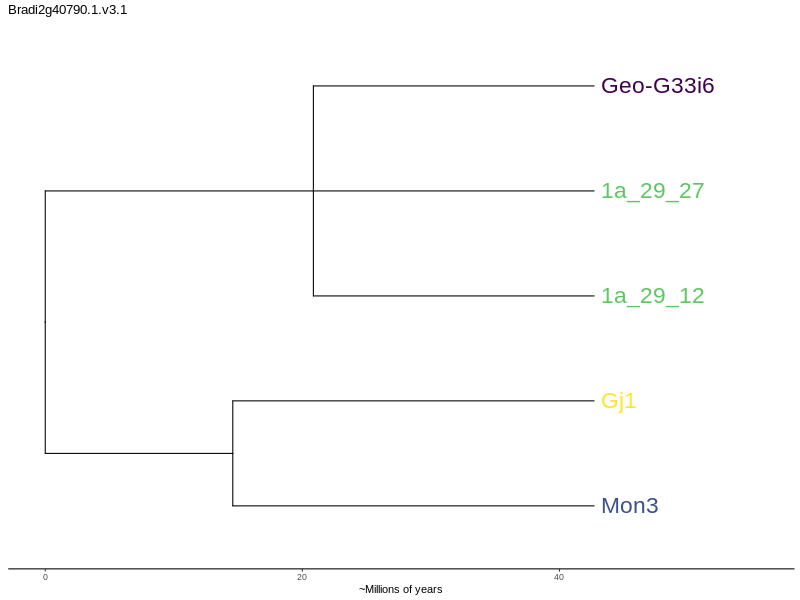 Bradi2g40790.1.v3.1
Geo-G33i6
1a_29_27
1a_29_12
Gj1
Mon3
0 20 40
~Millions of years